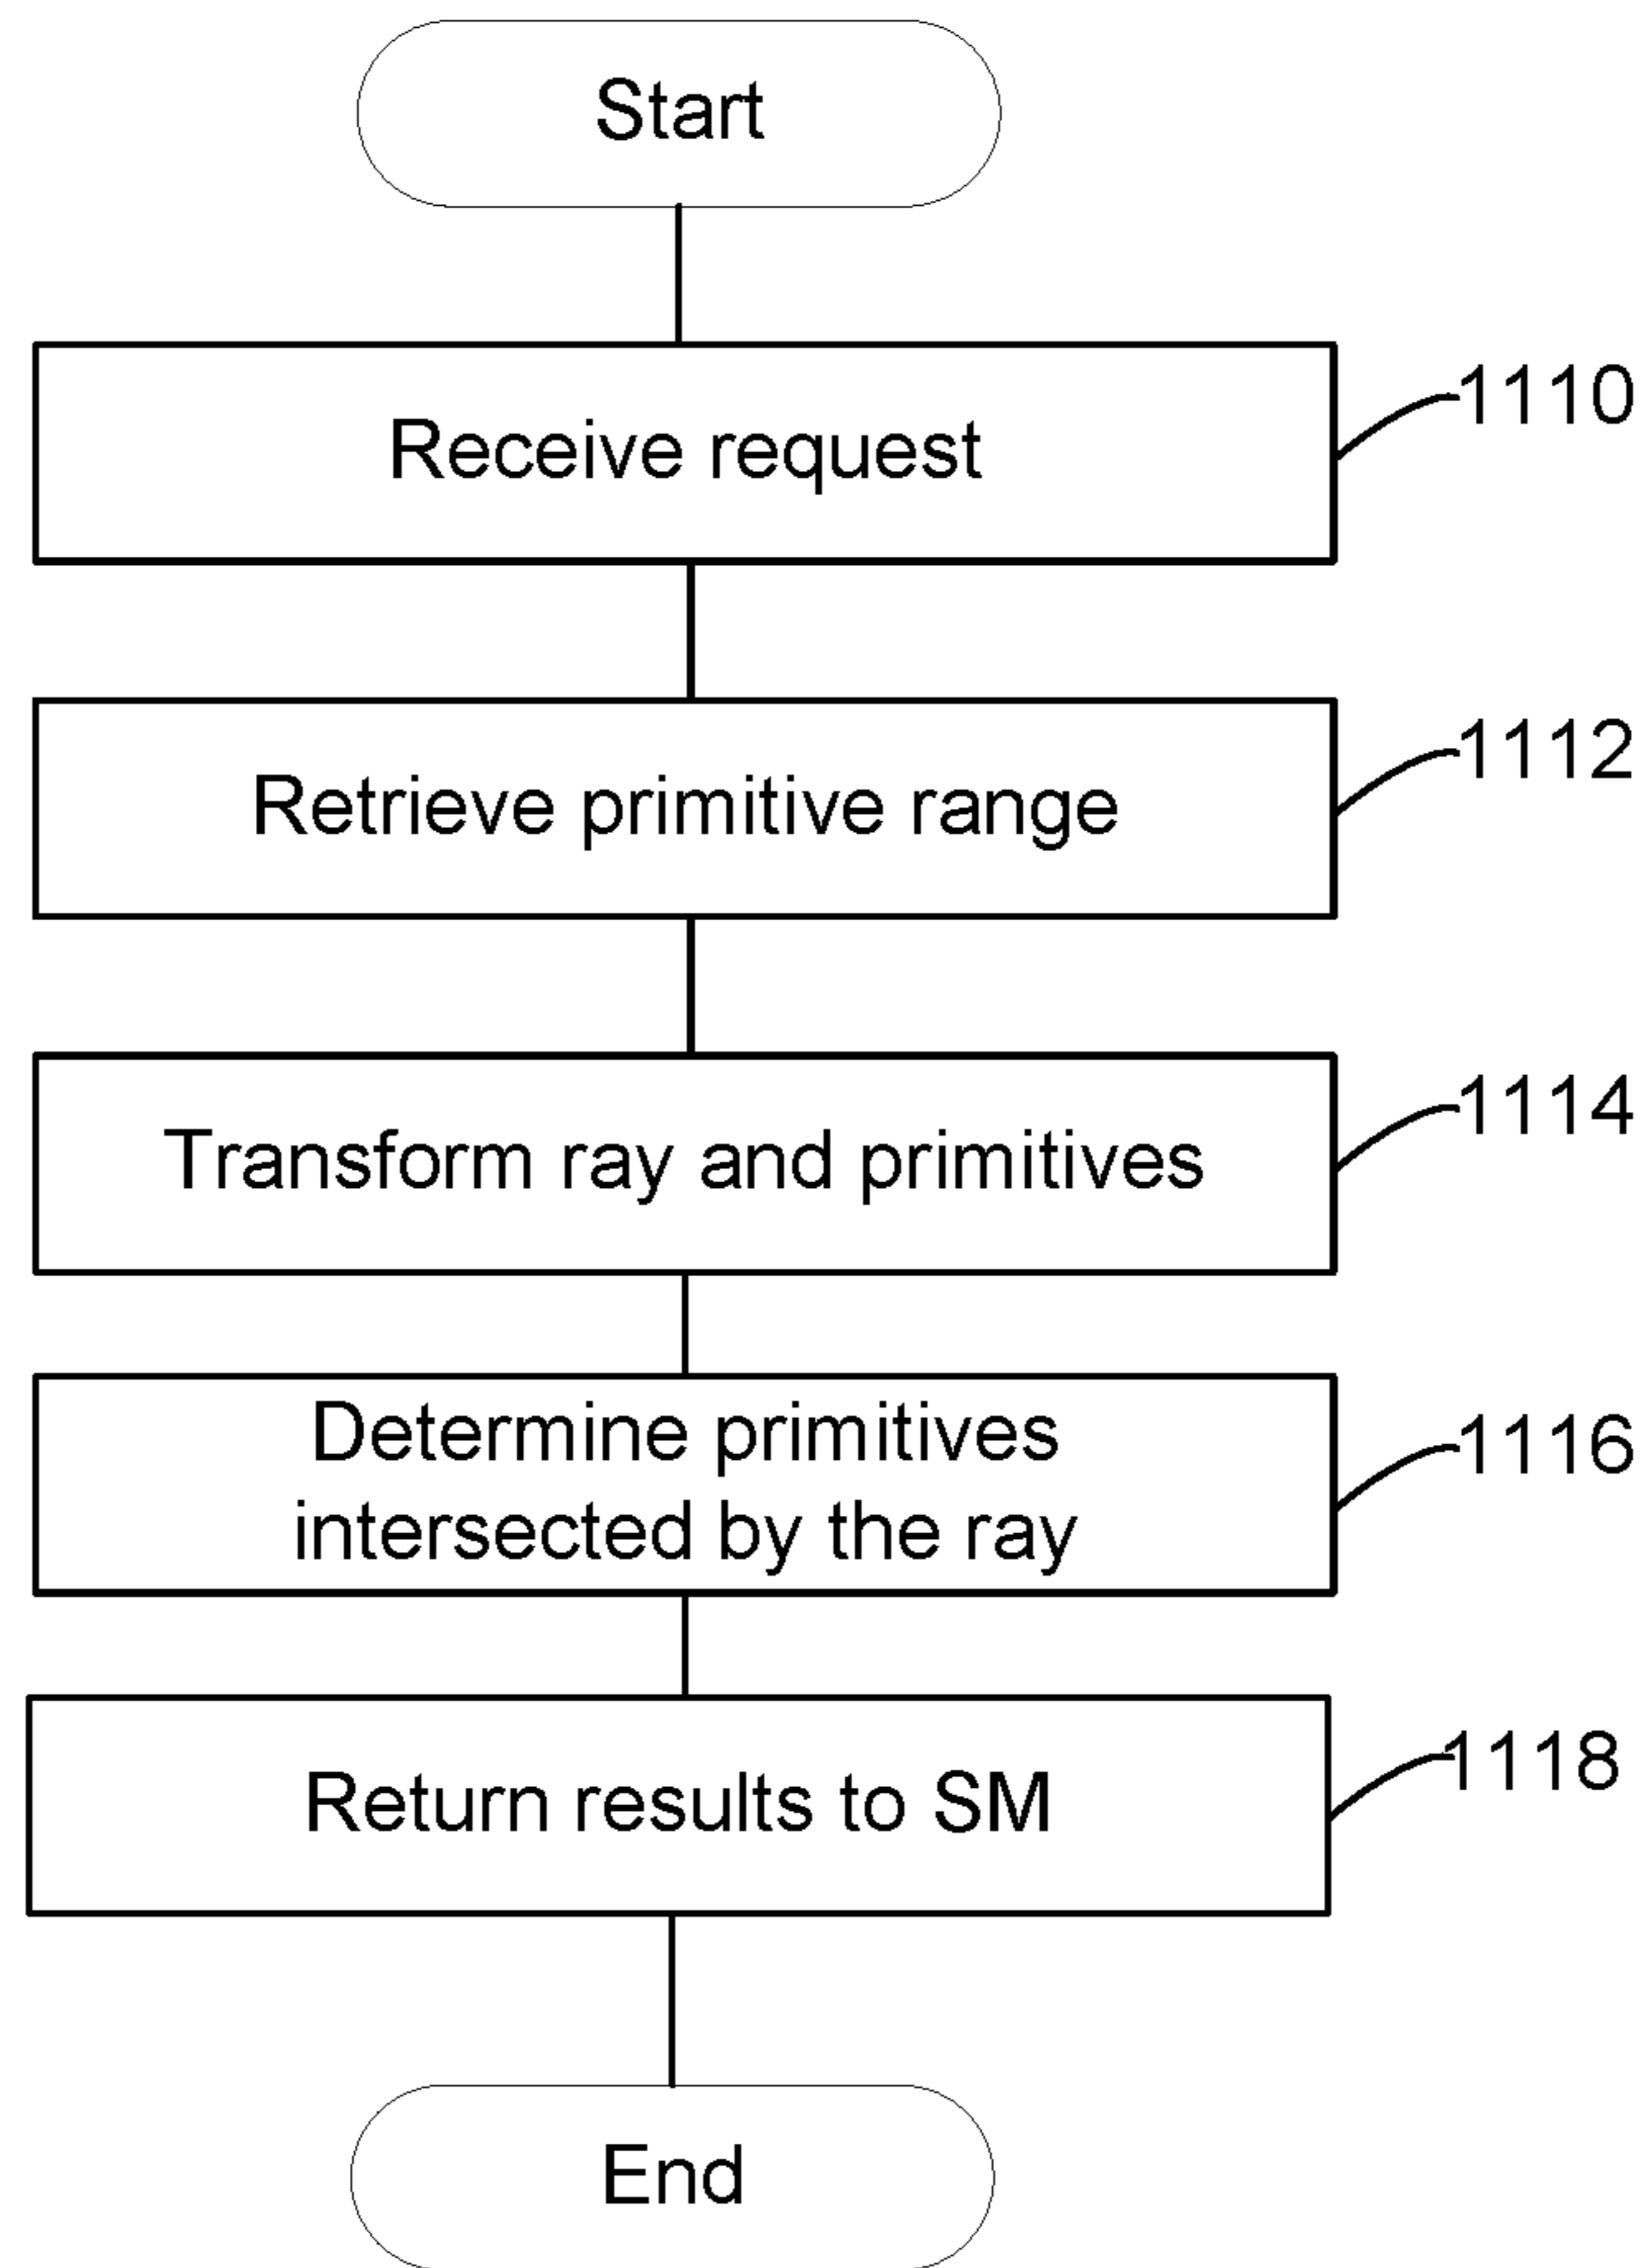 Start
Receive request
1110
Retrieve primitive range
1112
Transform ray and primitives
1114
Determine primitives
intersected by the ray
1116
Return results to SM
1118
End